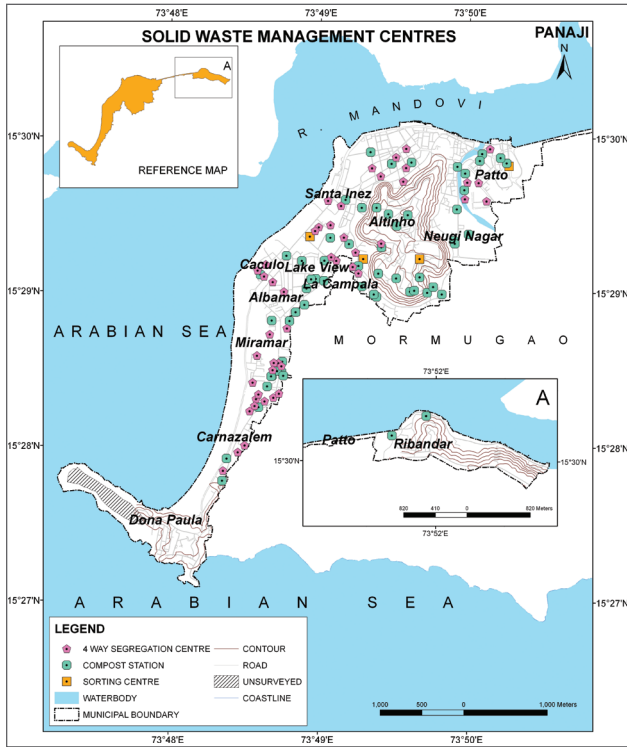 73°48'E 73°49'E 73°50'E
SOLID WASTE MANAGEMENT CENTRES
PANAJI
N
A
REFERENCE MAP
R. MANDOVI
15°30'N 15°30'N
Patto
Santa Inez
Altinho
Neuqi Nagar
Caculo Lake View
La Campala
15°29'N 15°29'N
Albamar
ARABIAN SEA
MORMUGAO
Miramar
73°52'E
A
Carnazalem
Patto Ribandar
15°28'N 15°28'N
15°30'N 15°30'N
820 410 0 820 Meters
73°52'E
Dona Paula
15°27'N 15°27'N
ARABIAN SEA
LEGEND
4 WAY SEGREGATION CENTRE CONTOUR
COMPOST STATION ROAD
SORTING CENTRE UNSURVEYED
WATERBODY COASTLINE
MUNICIPAL BOUNDARY
1,000 500 0 1,000 Meters
73°48'E 73°49'E 73°50'E